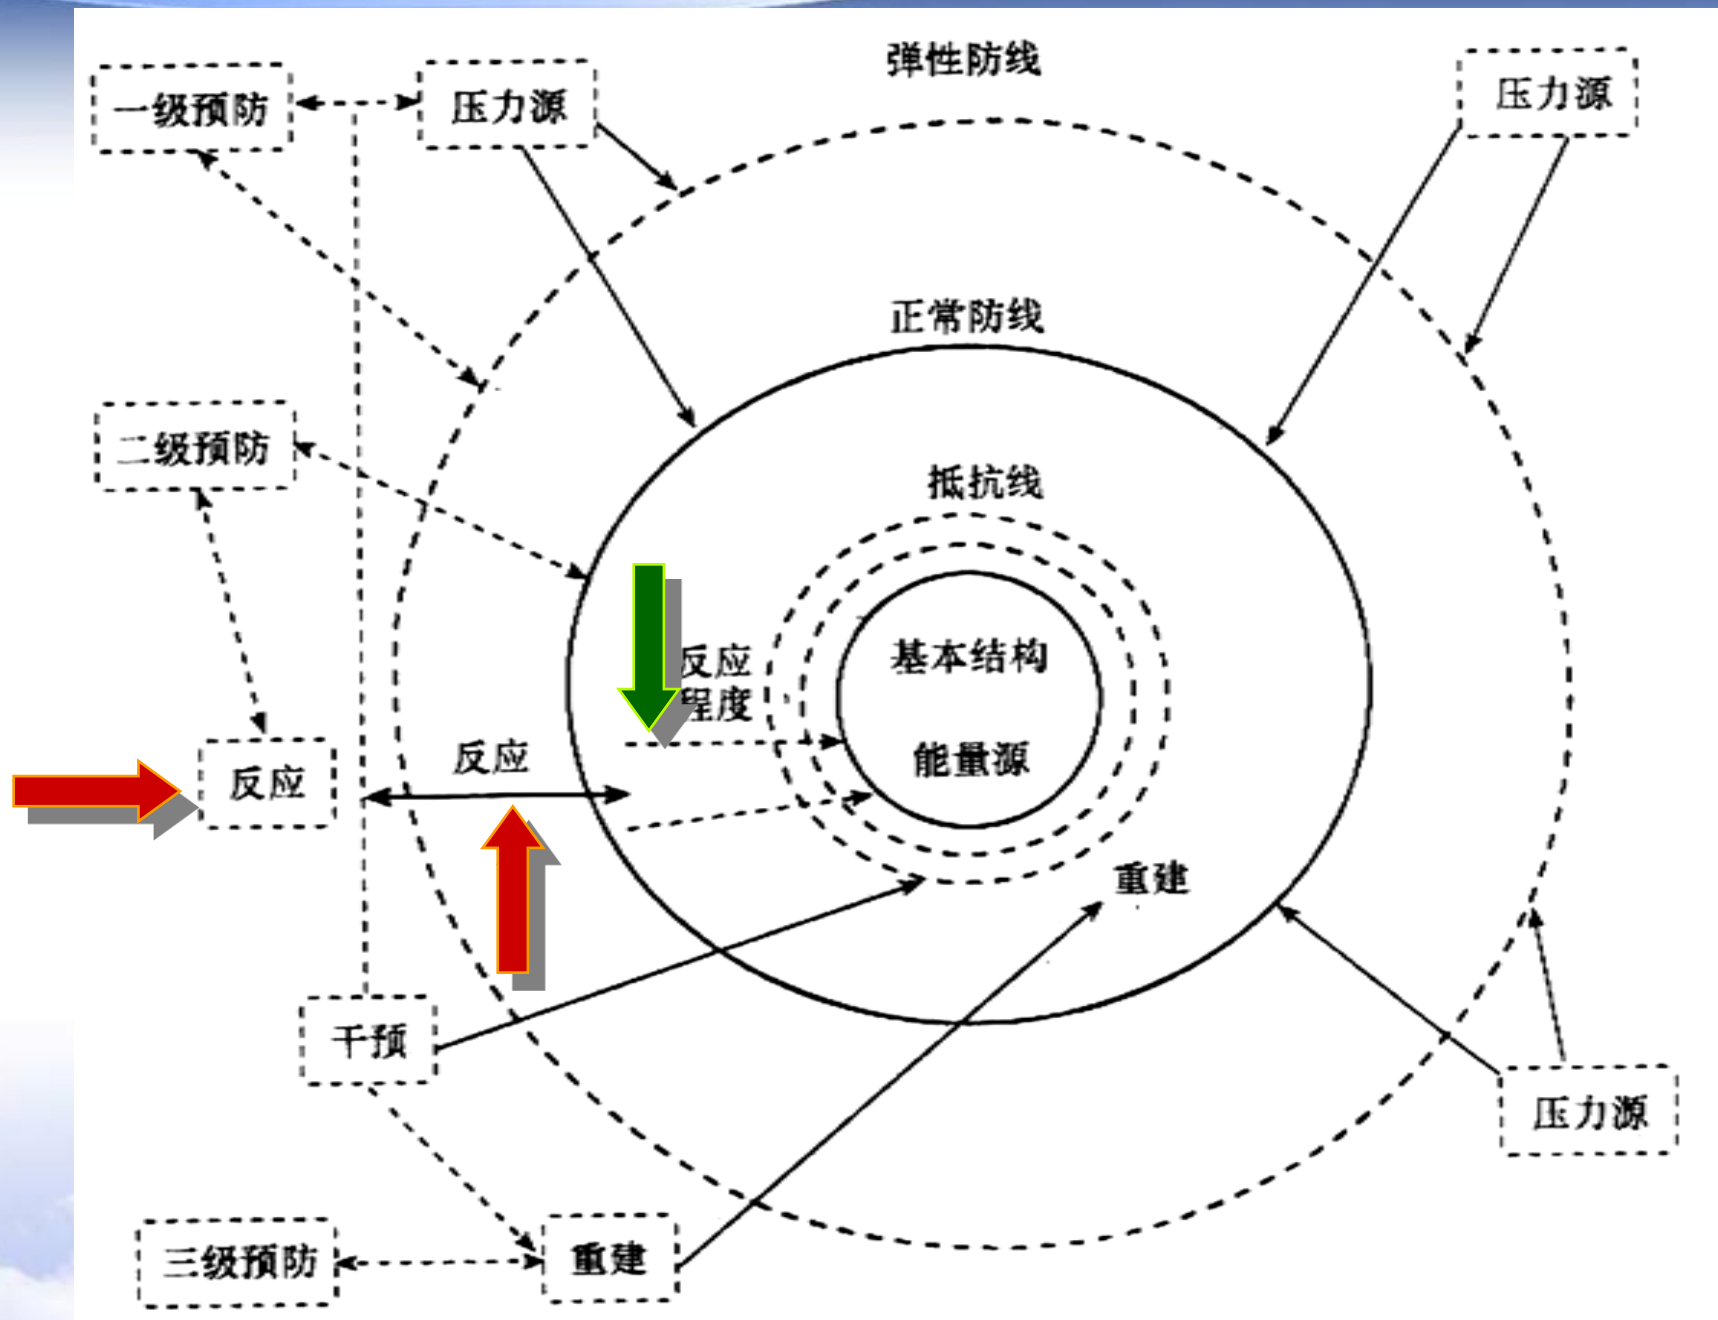 弹性防线
一级预防
压力源
压力源
正常防线
二级预防
抵抗线
反应
程度
基本结构
能量源
反应
反应
重建
干预
压力源
三级预防
重建